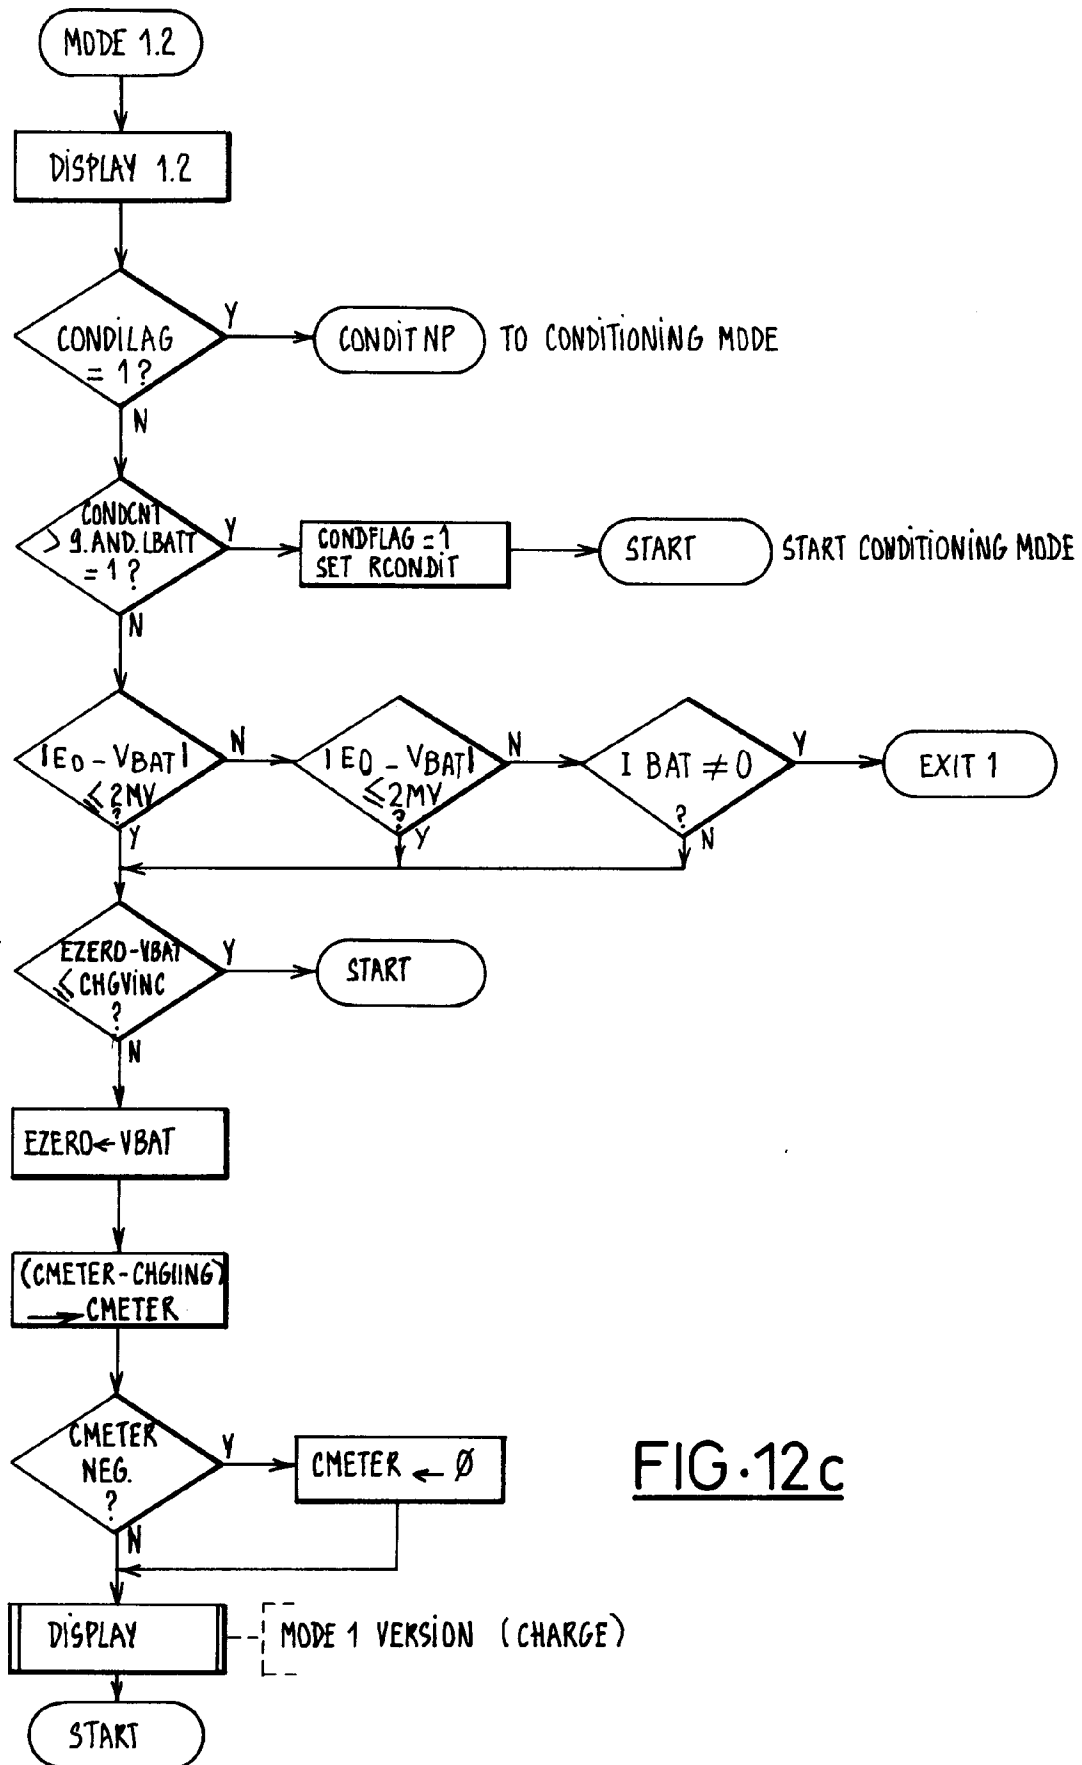 MODE 1.2
DISPLAY 1.2
CONDILAG
= 1 ?
Y
N
CONDIT NP
TO CONDITIONING MODE
CONDCNT
> 9.AND.LBATT
= 1 ?
Y
N
CONDFLAG = 1
SET RCONDIT
START
START CONDITIONING MODE
|E0 - VBAT|
≤ 2MV
?
N
Y
|E0 - VBAT|
≤ 2MV
?
N
Y
I BAT ≠ 0
?
Y
N
EXIT 1
EZERO-VBAT
≤ CHGVINC
?
Y
N
START
EZERO ← VBAT
(CMETER-CHGIING)
→ CMETER
CMETER
NEG.
?
Y
N
CMETER ← Ø
FIG.12c
DISPLAY
MODE 1 VERSION (CHARGE)
START